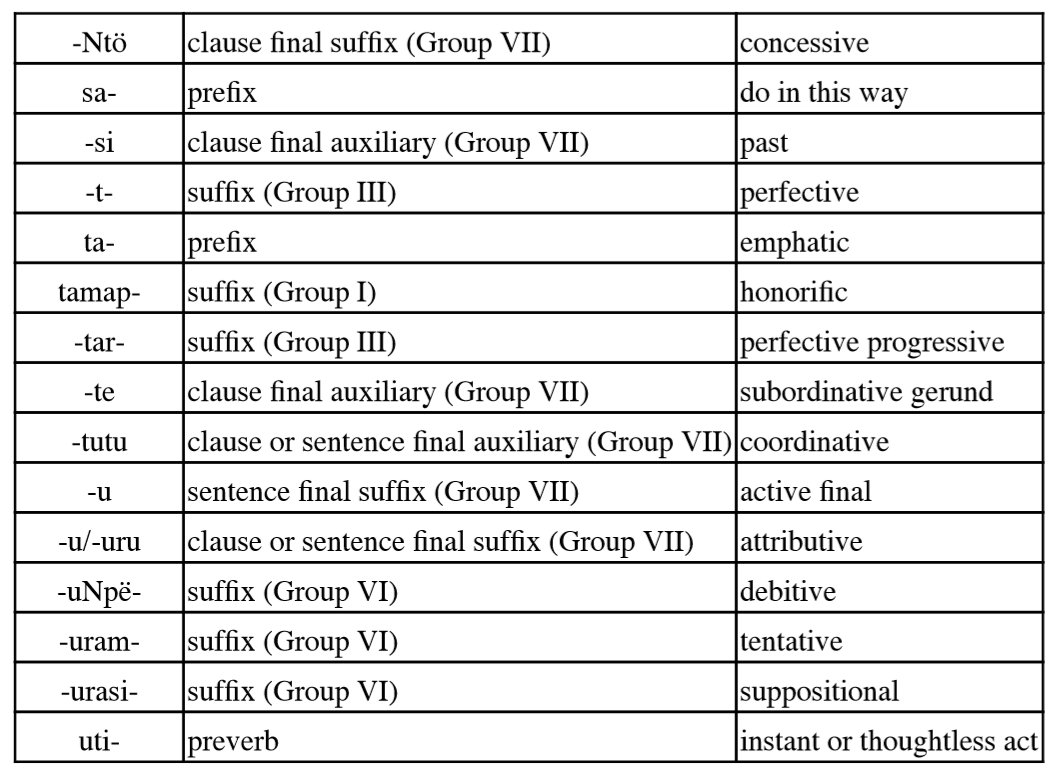 -Ntö clause final suffix (Group VII) concessive
sa- prefix do in this way
-si clause final auxiliary (Group VII) past
-t- suffix (Group III) perfective
ta- prefix emphatic
tamap- suffix (Group I) honorific
-tar- suffix (Group III) perfective progressive
-te clause final auxiliary (Group VII) subordinative gerund
-tutu clause or sentence final auxiliary (Group VII) coordinative
-u sentence final suffix (Group VII) active final
-u/-uru clause or sentence final suffix (Group VII) attributive
-uNpë- suffix (Group VI) debitive
-uram- suffix (Group VI) tentative
-urasi- suffix (Group VI) suppositional
uti- preverb instant or thoughtless act